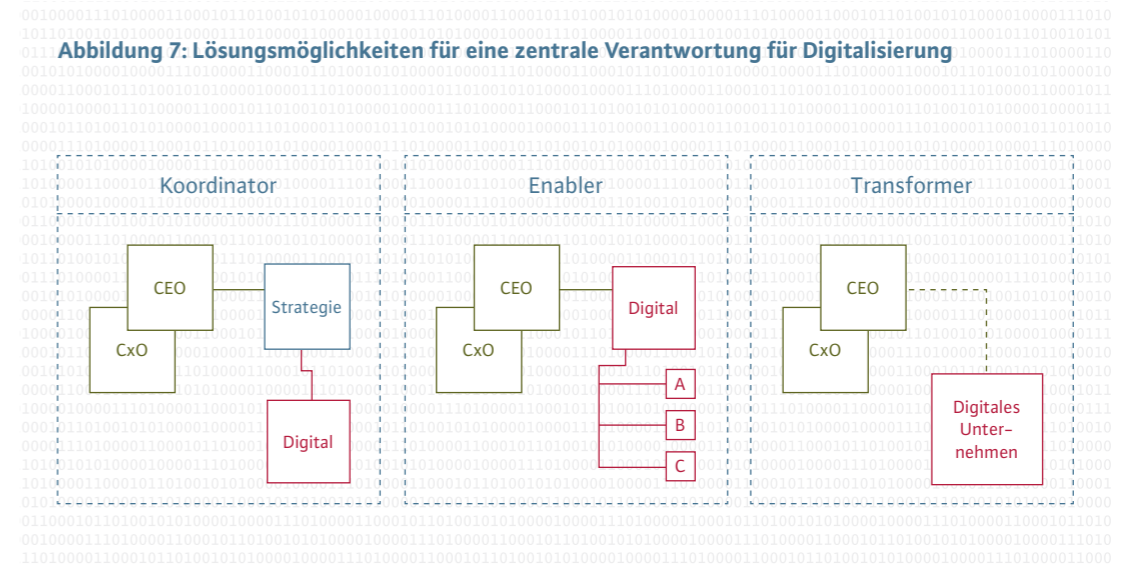 Abbildung 7: Lösungsmöglichkeiten für eine zentrale Verantwortung für Digitalisierung
Koordinator
CEO
CxO
Strategie
Digital
Enabler
CEO
CxO
Digital
A
B
C
Transformer
CEO
CxO
Digitales
Unter–
nehmen